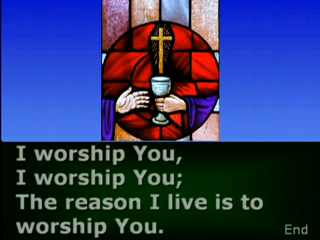 I worship You,
I worship You;
The reason I live is to
worship You.
End